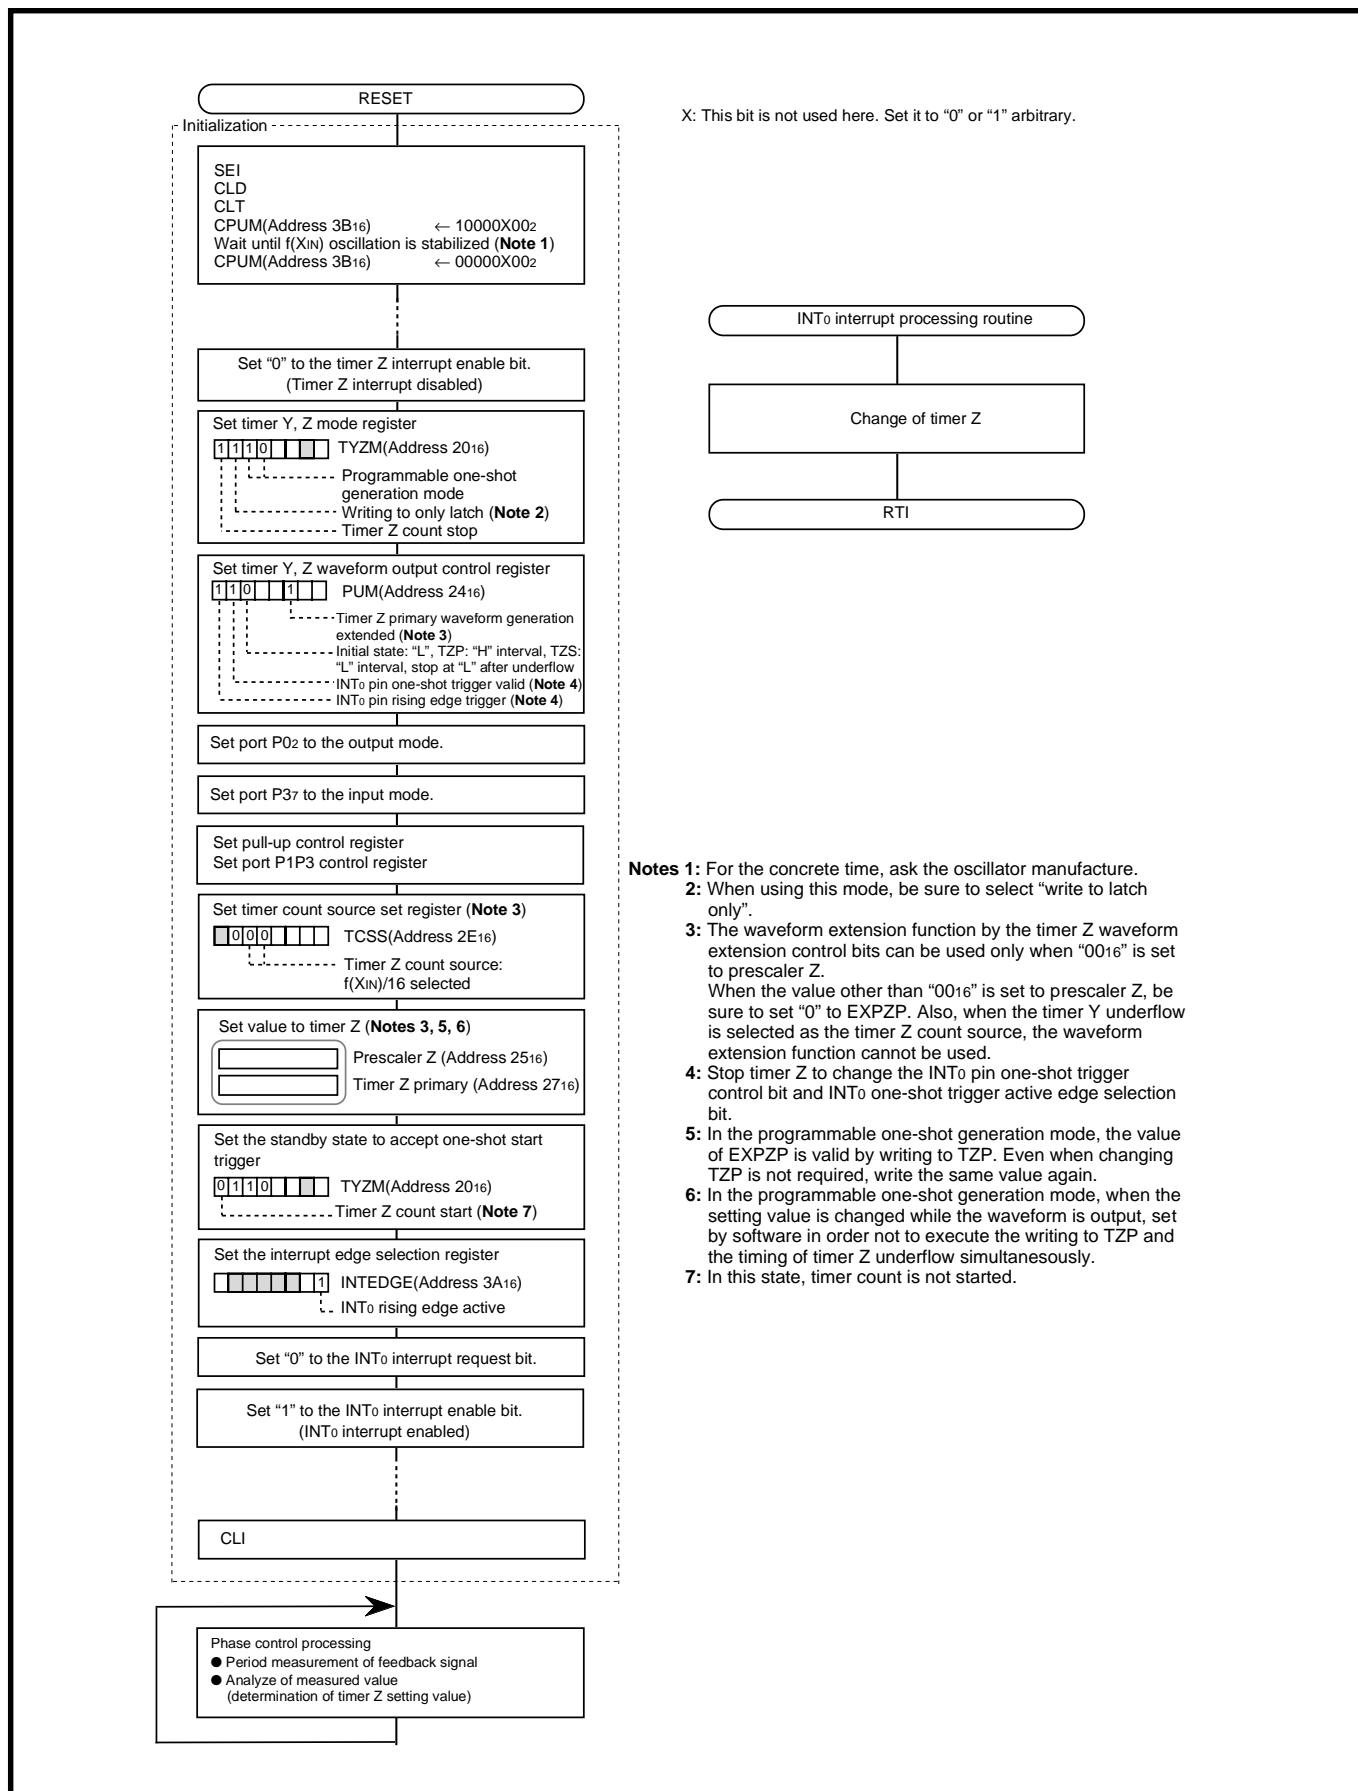 RESET
Initialization
SEI
CLD
CLT
CPUM(Address 3B16) ← 10000X002
Wait until f(XIN) oscillation is stabilized (Note 1)
CPUM(Address 3B16) ← 00000X002
Set “0” to the timer Z interrupt enable bit.
(Timer Z interrupt disabled)
Set timer Y, Z mode register
1 1 1 0 TYZM(Address 2016)
Programmable one-shot
generation mode
Writing to only latch (Note 2)
Timer Z count stop
Set timer Y, Z waveform output control register
1 1 0 1 PUM(Address 2416)
Timer Z primary waveform generation
extended (Note 3)
Initial state: “L”, TZP: “H” interval, TZS:
“L” interval, stop at “L” after underflow
INT0 pin one-shot trigger valid (Note 4)
INT0 pin rising edge trigger (Note 4)
Set port P02 to the output mode.
Set port P37 to the input mode.
Set pull-up control register
Set port P1P3 control register
Set timer count source set register (Note 3)
0 0 0 TCSS(Address 2E16)
Timer Z count source:
f(XIN)/16 selected
Set value to timer Z (Notes 3, 5, 6)
Prescaler Z (Address 2516)
Timer Z primary (Address 2716)
Set the standby state to accept one-shot start
trigger
0 1 1 0 TYZM(Address 2016)
Timer Z count start (Note 7)
Set the interrupt edge selection register
1 INTEDGE(Address 3A16)
INT0 rising edge active
Set “0” to the INT0 interrupt request bit.
Set “1” to the INT0 interrupt enable bit.
(INT0 interrupt enabled)
CLI
Phase control processing
● Period measurement of feedback signal
● Analyze of measured value
(determination of timer Z setting value)
X: This bit is not used here. Set it to “0” or “1” arbitrary.
INT0 interrupt processing routine
Change of timer Z
RTI
Notes 1: For the concrete time, ask the oscillator manufacture.
2: When using this mode, be sure to select “write to latch
only”.
3: The waveform extension function by the timer Z waveform
extension control bits can be used only when “0016” is set
to prescaler Z.
When the value other than “0016” is set to prescaler Z, be
sure to set “0” to EXPZP. Also, when the timer Y underflow
is selected as the timer Z count source, the waveform
extension function cannot be used.
4: Stop timer Z to change the INT0 pin one-shot trigger
control bit and INT0 one-shot trigger active edge selection
bit.
5: In the programmable one-shot generation mode, the value
of EXPZP is valid by writing to TZP. Even when changing
TZP is not required, write the same value again.
6: In the programmable one-shot generation mode, when the
setting value is changed while the waveform is output, set
by software in order not to execute the writing to TZP and
the timing of timer Z underflow simultanesously.
7: In this state, timer count is not started.